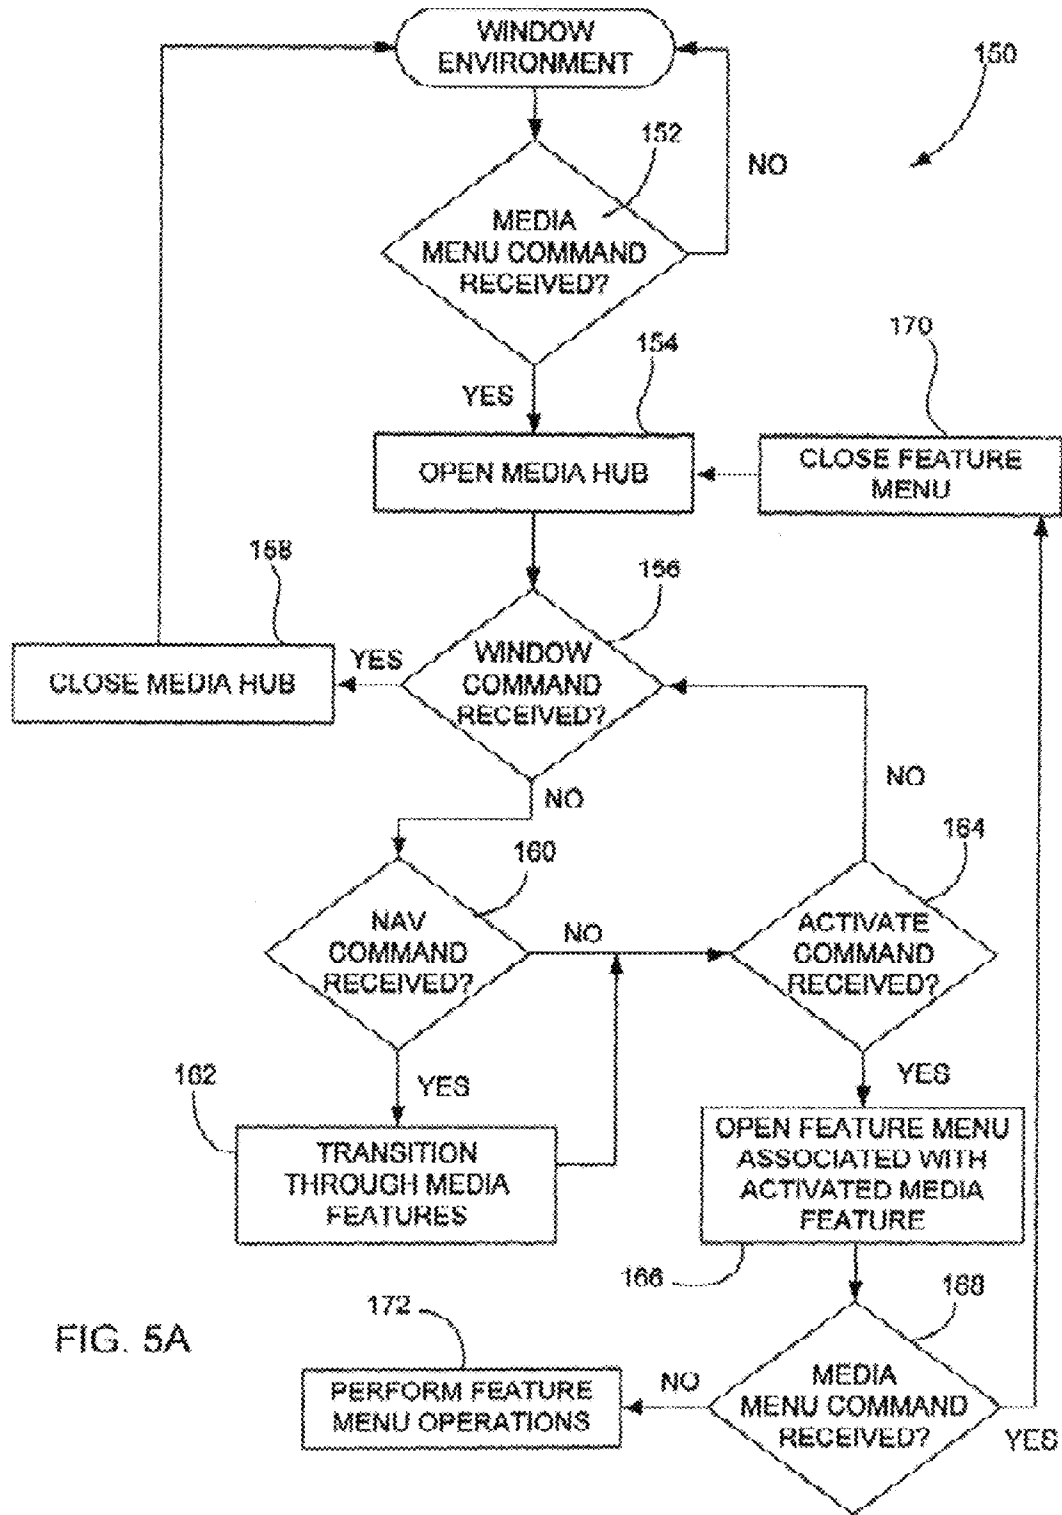 WINDOW
ENVIRONMENT
150
152
NO
MEDIA
MENU COMMAND
RECEIVED?
YES
154
170
OPEN MEDIA HUB
CLOSE FEATURE
MENU
158
156
CLOSE MEDIA HUB
YES
WINDOW
COMMAND
RECEIVED?
NO
NO
160
164
NAV
COMMAND
RECEIVED?
NO
ACTIVATE
COMMAND
RECEIVED?
162
YES
YES
TRANSITION
THROUGH MEDIA
FEATURES
OPEN FEATURE MENU
ASSOCIATED WITH
ACTIVATED MEDIA
FEATURE
166
168
172
FIG. 5A
PERFORM FEATURE
MENU OPERATIONS
NO
MEDIA
MENU COMMAND
RECEIVED?
YES